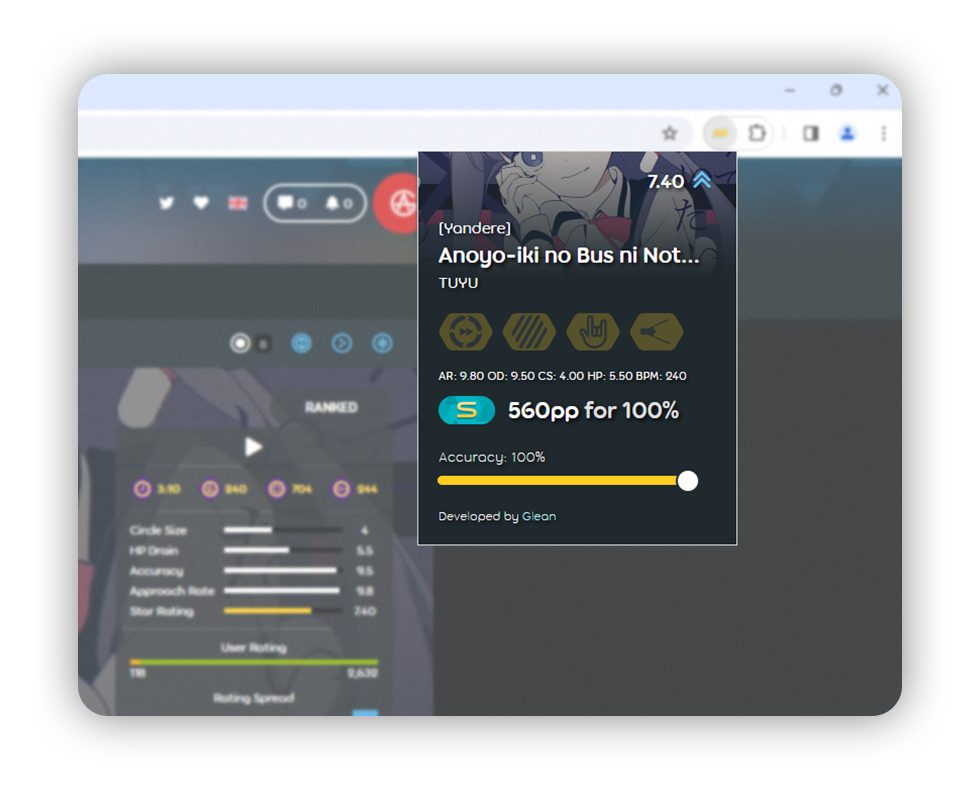 7.40
[Yandere]
Anoyo-iki no Bus ni Not...
TUYU
AR: 9.80 OD: 9.50 CS: 4.00 HP: 5.50 BPM: 240
S
560pp for 100%
Accuracy: 100%
Developed by Glean
0 0
RANKED
3:10 240 704 244
Circle Size 4
HP Drain 5.5
Accuracy 9.5
Approach Rate 9.8
Star Rating 7.40
User Rating
118 2,632
Rating Spread